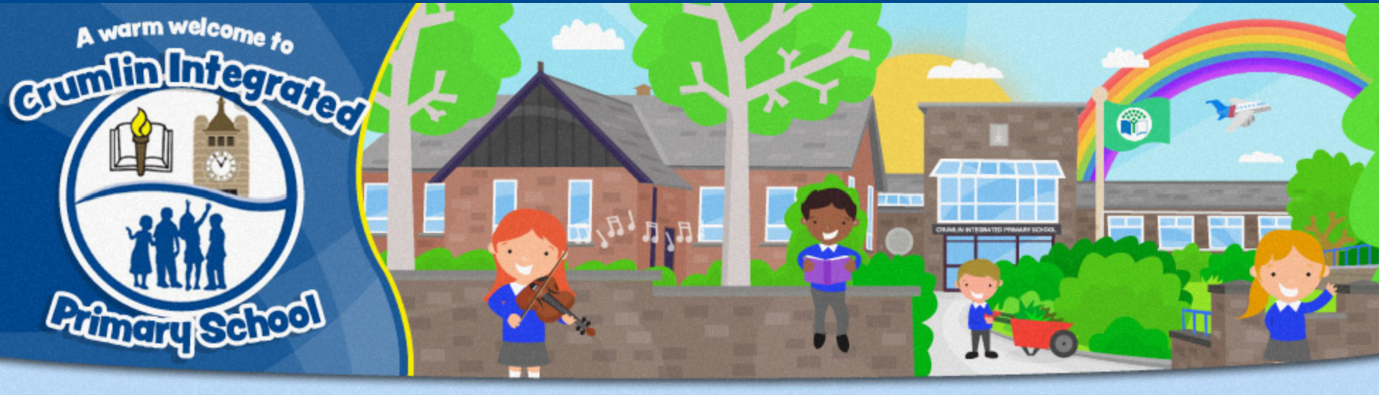 A warm welcome to
Crumlin Integrated
Primary School
CRUMLIN INTEGRATED PRIMARY SCHOOL